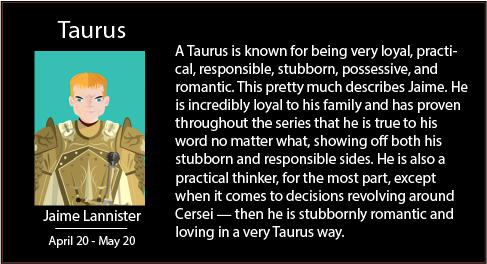 Taurus
Jaime Lannister
April 20 - May 20
A Taurus is known for being very loyal, practi-
cal, responsible, stubborn, possessive, and
romantic. This pretty much describes Jaime. He
is incredibly loyal to his family and has proven
throughout the series that he is true to his
word no matter what, showing off both his
stubborn and responsible sides. He is also a
practical thinker, for the most part, except
when it comes to decisions revolving around
Cersei — then he is stubbornly romantic and
loving in a very Taurus way.